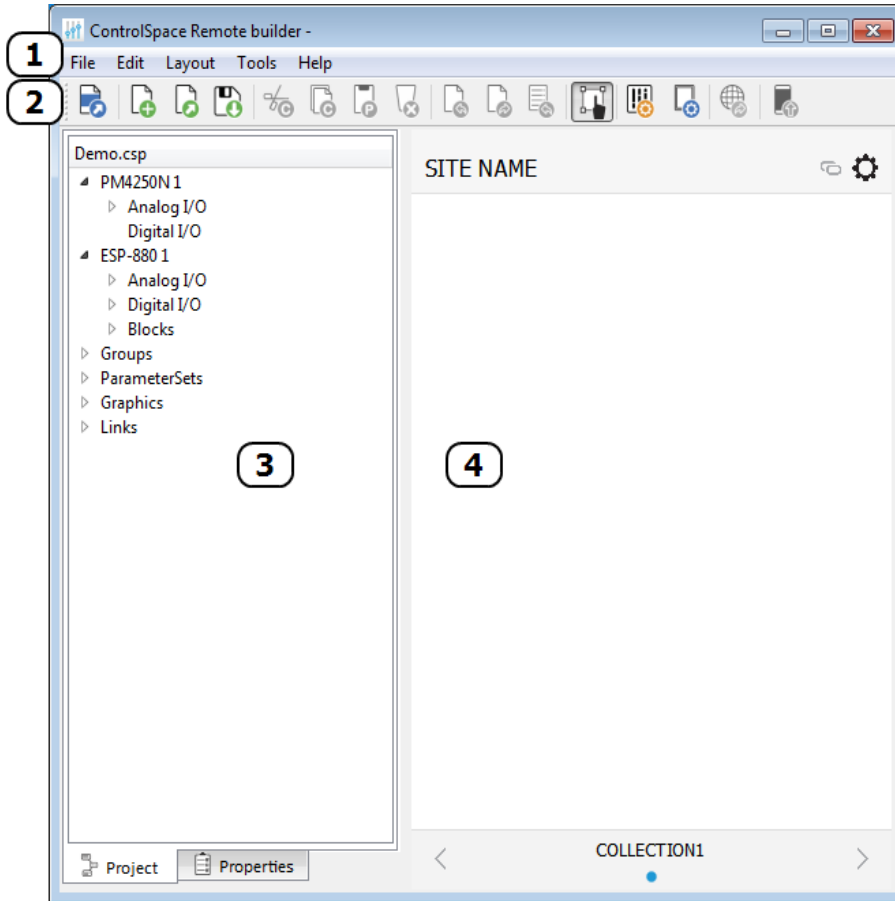 ControlSpace Remote builder -
1
File Edit Layout Tools Help
2
Demo.csp
PM4250N 1
Analog I/O
Digital I/O
ESP-880 1
Analog I/O
Digital I/O
Blocks
Groups
ParameterSets
Graphics
Links
3
Project Properties
SITE NAME
4
COLLECTION1